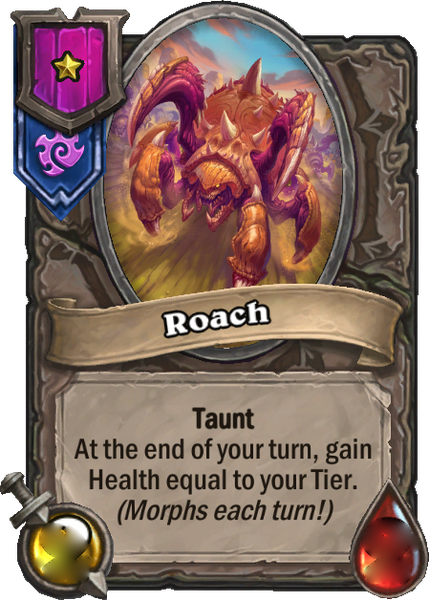 Roach
Taunt
At the end of your turn, gain
Health equal to your Tier.
(Morphs each turn!)